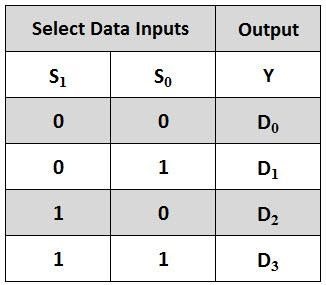 Select Data Inputs Output
S₁ S₀ Y
0 0 D₀
0 1 D₁
1 0 D₂
1 1 D₃